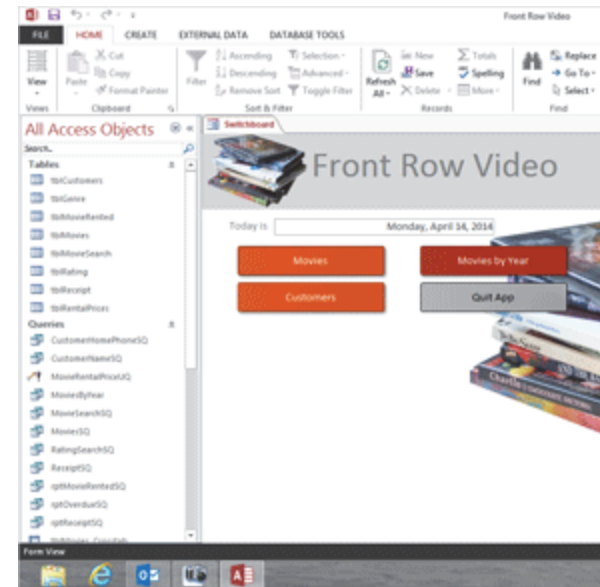 Front Row Video
FILE HOME CREATE EXTERNAL DATA DATABASE TOOLS
View
Views
Paste
Cut
Copy
Format Painter
Clipboard
Filter
Ascending
Descending
Remove Sort
Selection
Advanced
Toggle Filter
Sort & Filter
Refresh
All
New
Save
Delete
Totals
Spelling
More
Records
Find
Replace
Go To
Select
Find
All Access Objects
Search..
Tables
tblCustomers
tblGenre
tblMovieRented
tblMovies
tblMovieSearch
tblRating
tblReceipt
tblRentalPrices
Queries
CustomerHomePhoneSQ
CustomerNameSQ
MovieRentalPriceUQ
MoviesByYear
MovieSearchSQ
MoviesSQ
RatingSearchSQ
ReceiptSQ
rptMovieRentedSQ
rptOverdueSQ
rptReceiptSQ
tblMovies_Crosstab
Switchboard
Front Row Video
Today is Monday, April 14, 2014
Movies Movies by Year
Customers Quit App
Form View